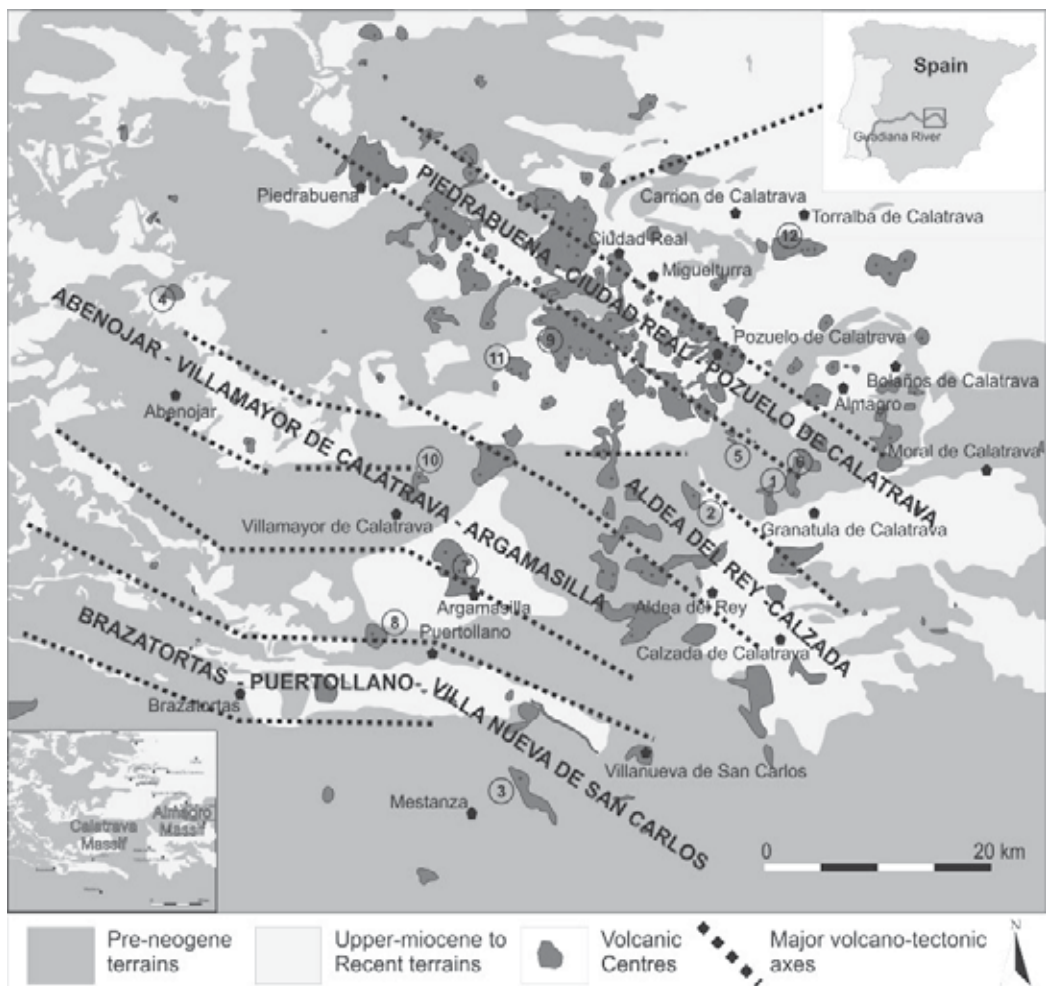 Spain
Guadiana River
Piedrabuena
Carrion de Calatrava
Torralba de Calatrava
PIEDRABUENA - CIUDAD REAL - POZUELO DE CALATRAVA
12
Ciudad Real
Miguelturra
4
ABENOJAR - VILLAMAYOR DE CALATRAVA - ARGAMASILLA
9
11
Pozuelo de Calatrava
Bolaños de Calatrava
Almagro
Abenojar
10
5
6
1
Moral de Calatrava
2
Villamayor de Calatrava
ALDEA DEL REY - CALZADA
Granatula de Calatrava
7
Argamasilla
Aldea del Rey
8
Puertollano
Calzada de Calatrava
BRAZATORTAS - PUERTOLLANO - VILLA NUEVA DE SAN CARLOS
Brazatortas
Villanueva de San Carlos
3
Mestanza
Calatrava
Massif
Almagro
Massif
0 20 km
Pre-neogene
terrains
Upper-miocene to
Recent terrains
Volcanic
Centres
Major volcano-tectonic
axes
N